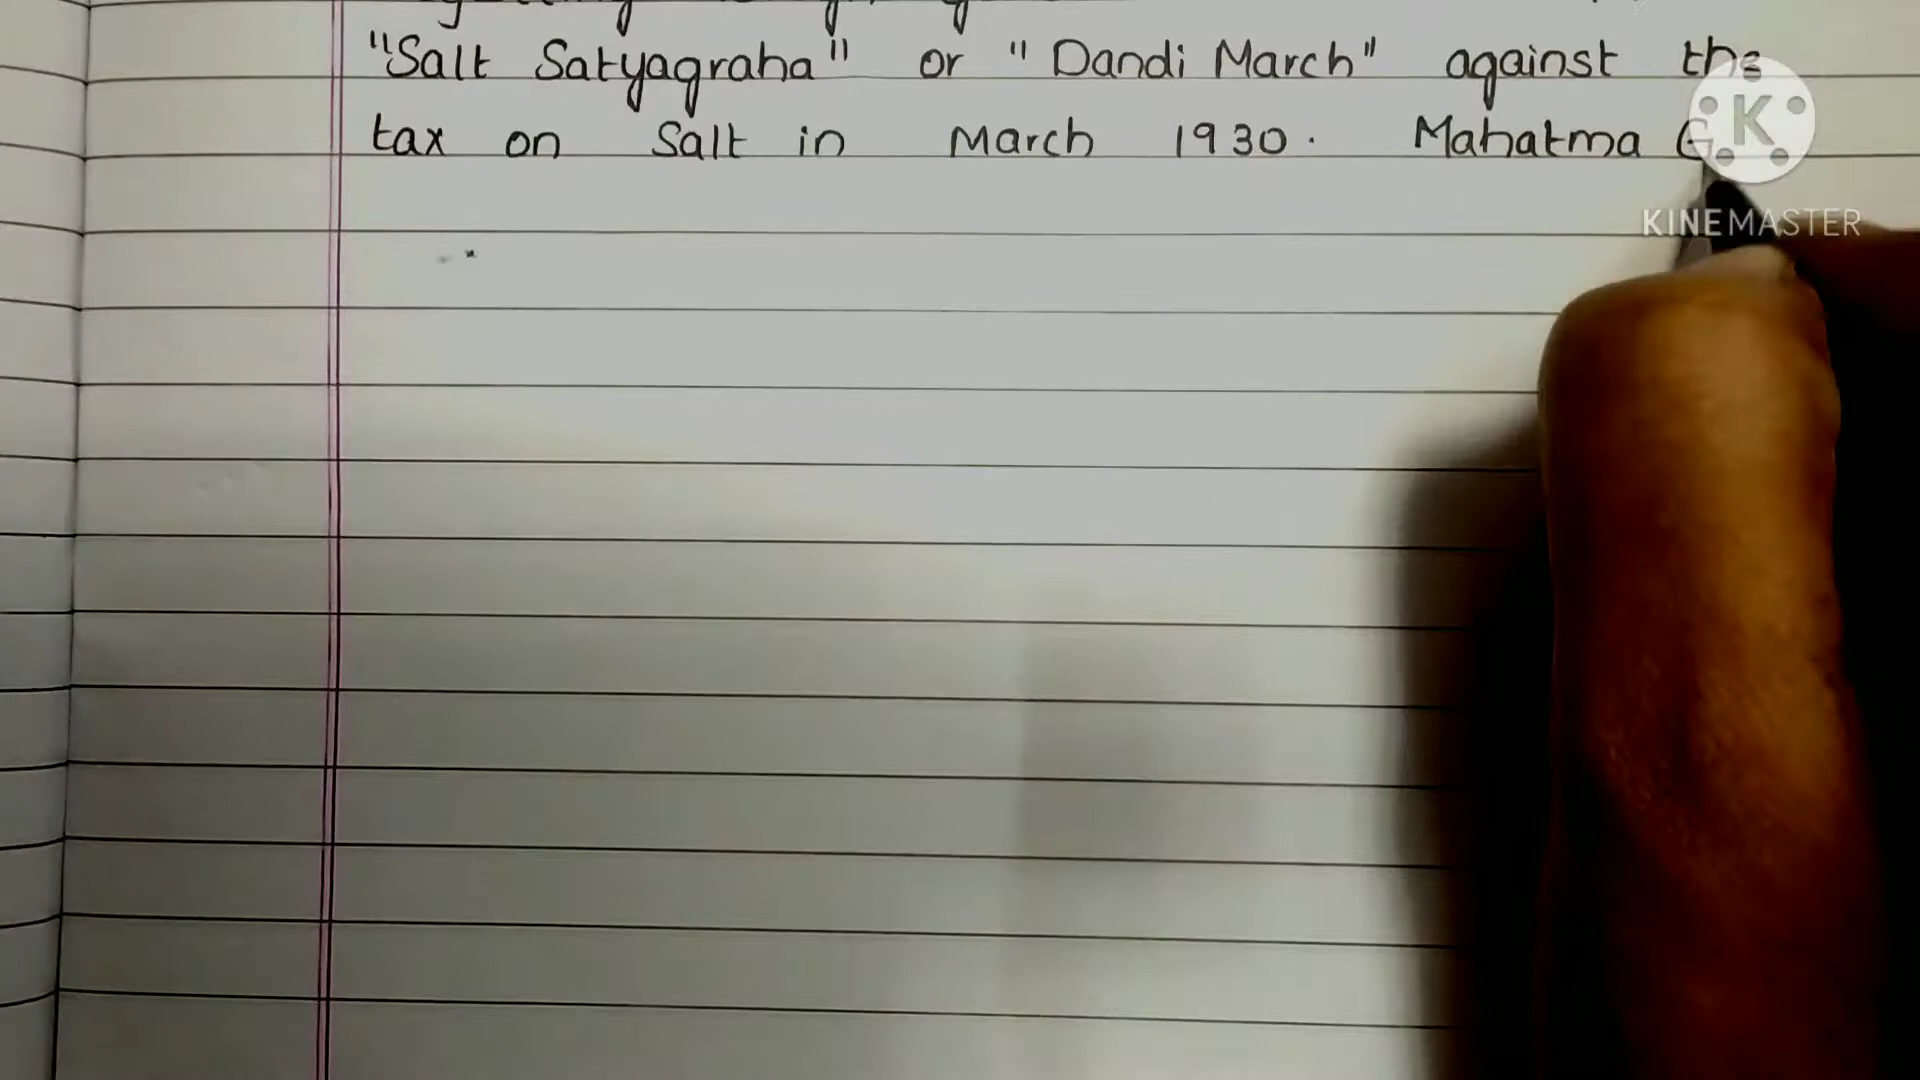 "Salt Satyagraha" or "Dandi March" against the
tax on Salt in March 1930. Mahatma G
K
KINEMASTER